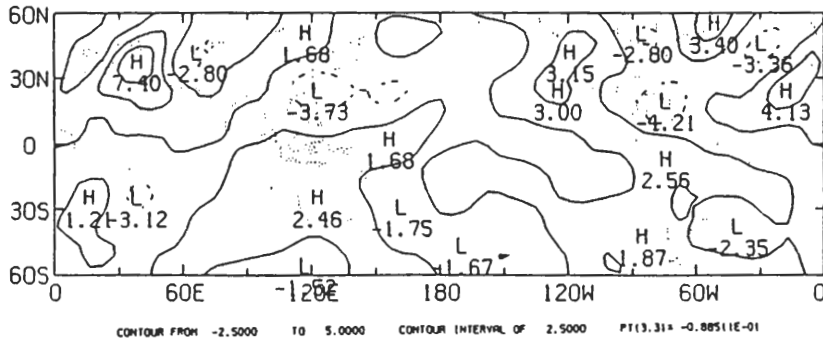 60N
H L H H L H L
7.40 -2.80 1.68 3.15 -2.80 3.40 -3.36
30N
L H L H
-3.73 3.00 -4.21 4.13
0
H H
1.68 2.56
H L H L L
30S
1.21 -3.12 2.46 -1.75 -2.35
L H
-1.67 1.87
60S
0 60E 120E 180 120W 60W 0
CONTOUR FROM -2.5000 TO 5.0000 CONTOUR INTERVAL OF 2.5000 PT(3.3)=